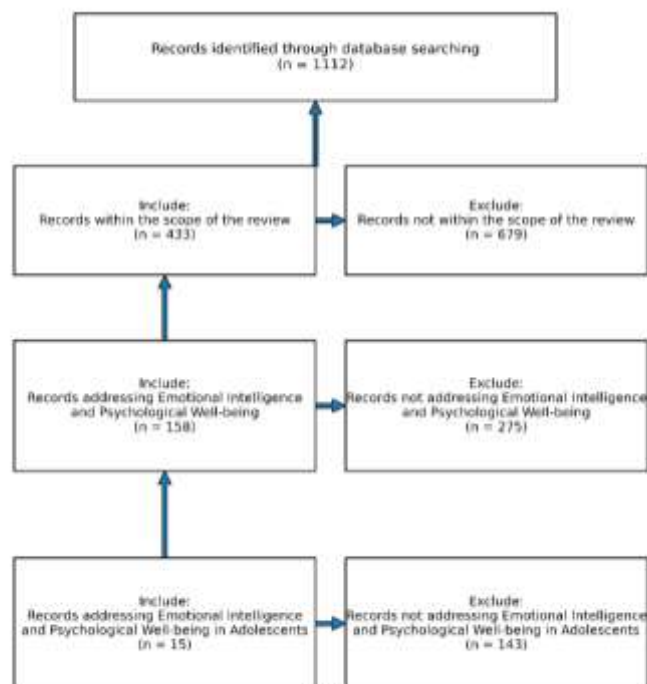 Records identified through database searching
(n = 1112)
Include:
Records within the scope of the review
(n = 433)
Exclude:
Records not within the scope of the review
(n = 679)
Include:
Records addressing Emotional Intelligence
and Psychological Well-being
(n = 158)
Exclude:
Records not addressing Emotional Intelligence
and Psychological Well-being
(n = 275)
Include:
Records addressing Emotional Intelligence
and Psychological Well-being in Adolescents
(n = 15)
Exclude:
Records not addressing Emotional Intelligence
and Psychological Well-being in Adolescents
(n = 143)